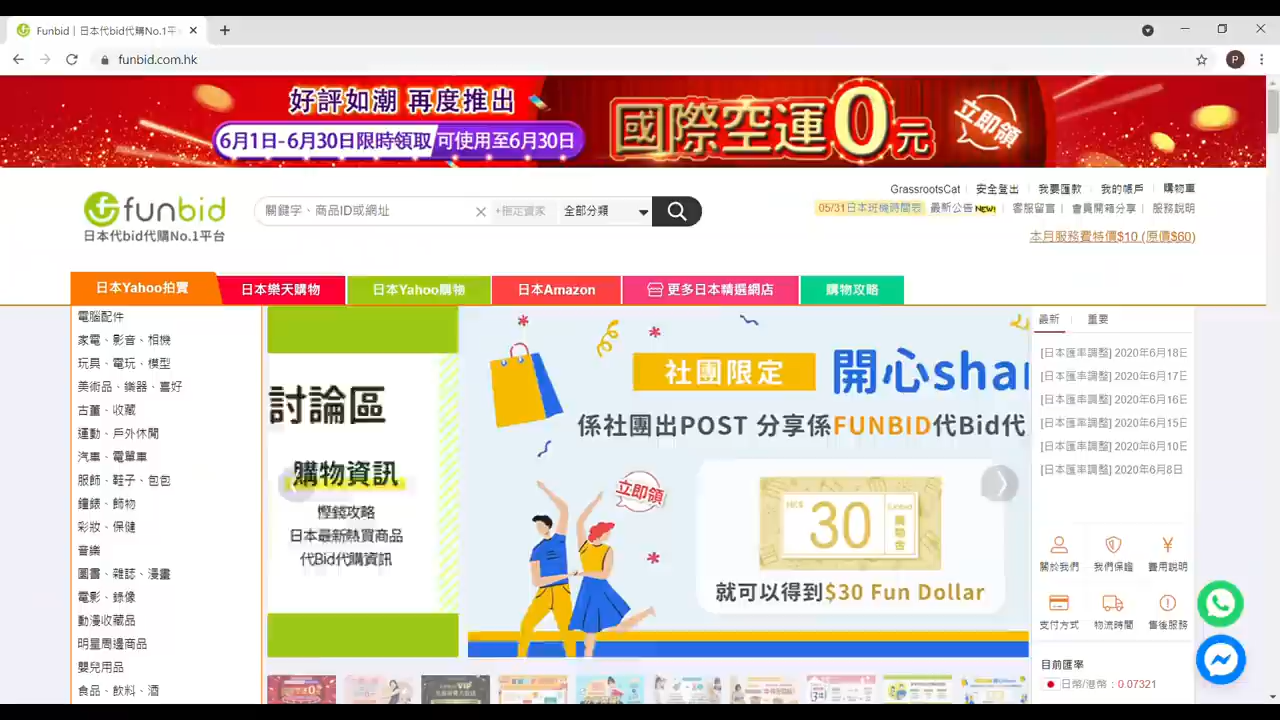 Funbid | 日本代bid代購No.1平
funbid.com.hk
P
好評如潮 再度推出
6月1日-6月30日限時領取 可使用至6月30日
國際空運0元
立即領
GrassrootsCat
安全登出
我要匯款
我的帳戶
購物車
funbid
日本代bid代購No.1平台
關鍵字、商品ID或網址
+指定賣家
全部分類
05/31日本班機時間表
最新公告 NEW!
客服留言
會員開箱分享
服務說明
本月服務費特價$10 (原價$60)
日本Yahoo拍賣
日本樂天購物
日本Yahoo購物
日本Amazon
更多日本精選網店
購物攻略
電腦配件
家電、影音、相機
玩具、電玩、模型
美術品、樂器、喜好
古董、收藏
運動、戶外休閒
汽車、電單車
服飾、鞋子、包包
鐘錶、飾物
彩妝、保健
音樂
圖書、雜誌、漫畫
電影、錄像
動漫收藏品
明星周邊商品
嬰兒用品
食品、飲料、酒
討論區
購物資訊
慳錢攻略
日本最新熱買商品
代Bid代購資訊
社團限定
開心shar
係社團出POST 分享係FUNBID代Bid代
立即領
HK$
30
funbid
購物金
就可以得到$30 Fun Dollar
最新
重要
[日本匯率調整] 2020年6月18日
[日本匯率調整] 2020年6月17日
[日本匯率調整] 2020年6月16日
[日本匯率調整] 2020年6月15日
[日本匯率調整] 2020年6月10日
[日本匯率調整] 2020年6月8日
關於我們
我們保證
費用說明
支付方式
物流時間
售後服務
目前匯率
日幣/港幣：0.07321